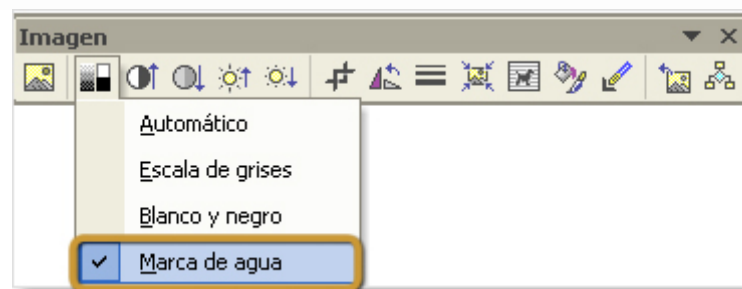 Imagen
Automático
Escala de grises
Blanco y negro
Marca de agua